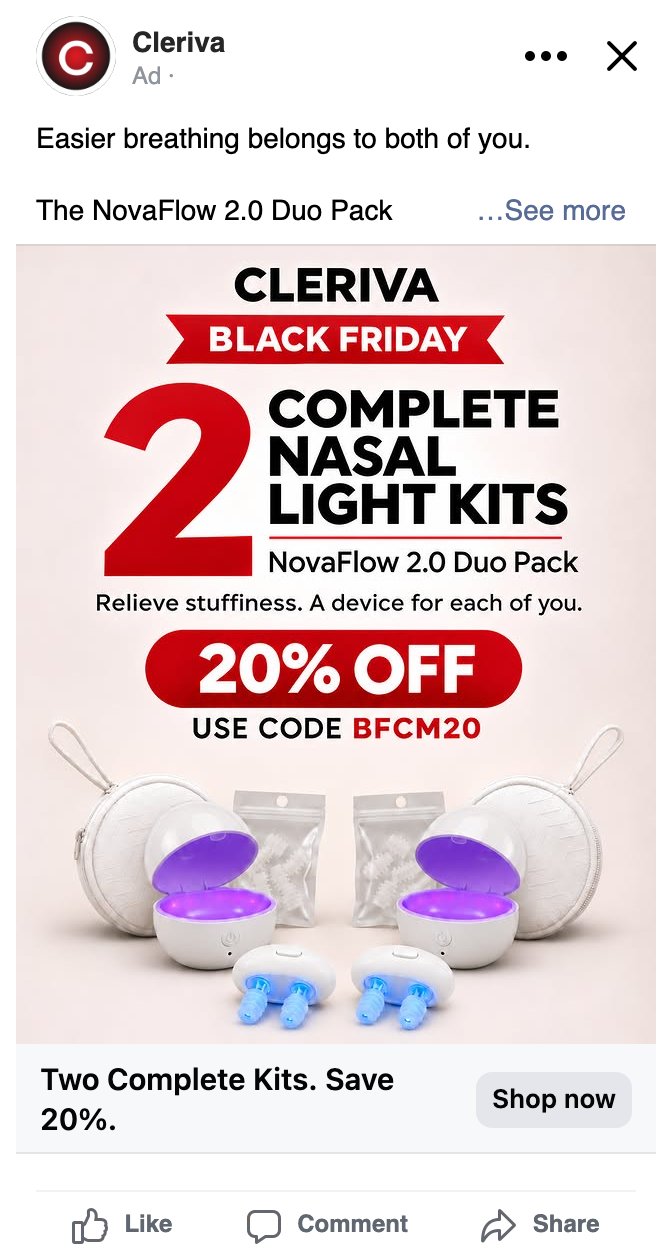 C
Cleriva
Ad ·
Easier breathing belongs to both of you.
The NovaFlow 2.0 Duo Pack
...See more
CLERIVA
BLACK FRIDAY
2
COMPLETE
NASAL
LIGHT KITS
NovaFlow 2.0 Duo Pack
Relieve stuffiness. A device for each of you.
20% OFF
USE CODE BFCM20
Two Complete Kits. Save
20%.
Shop now
Like
Comment
Share